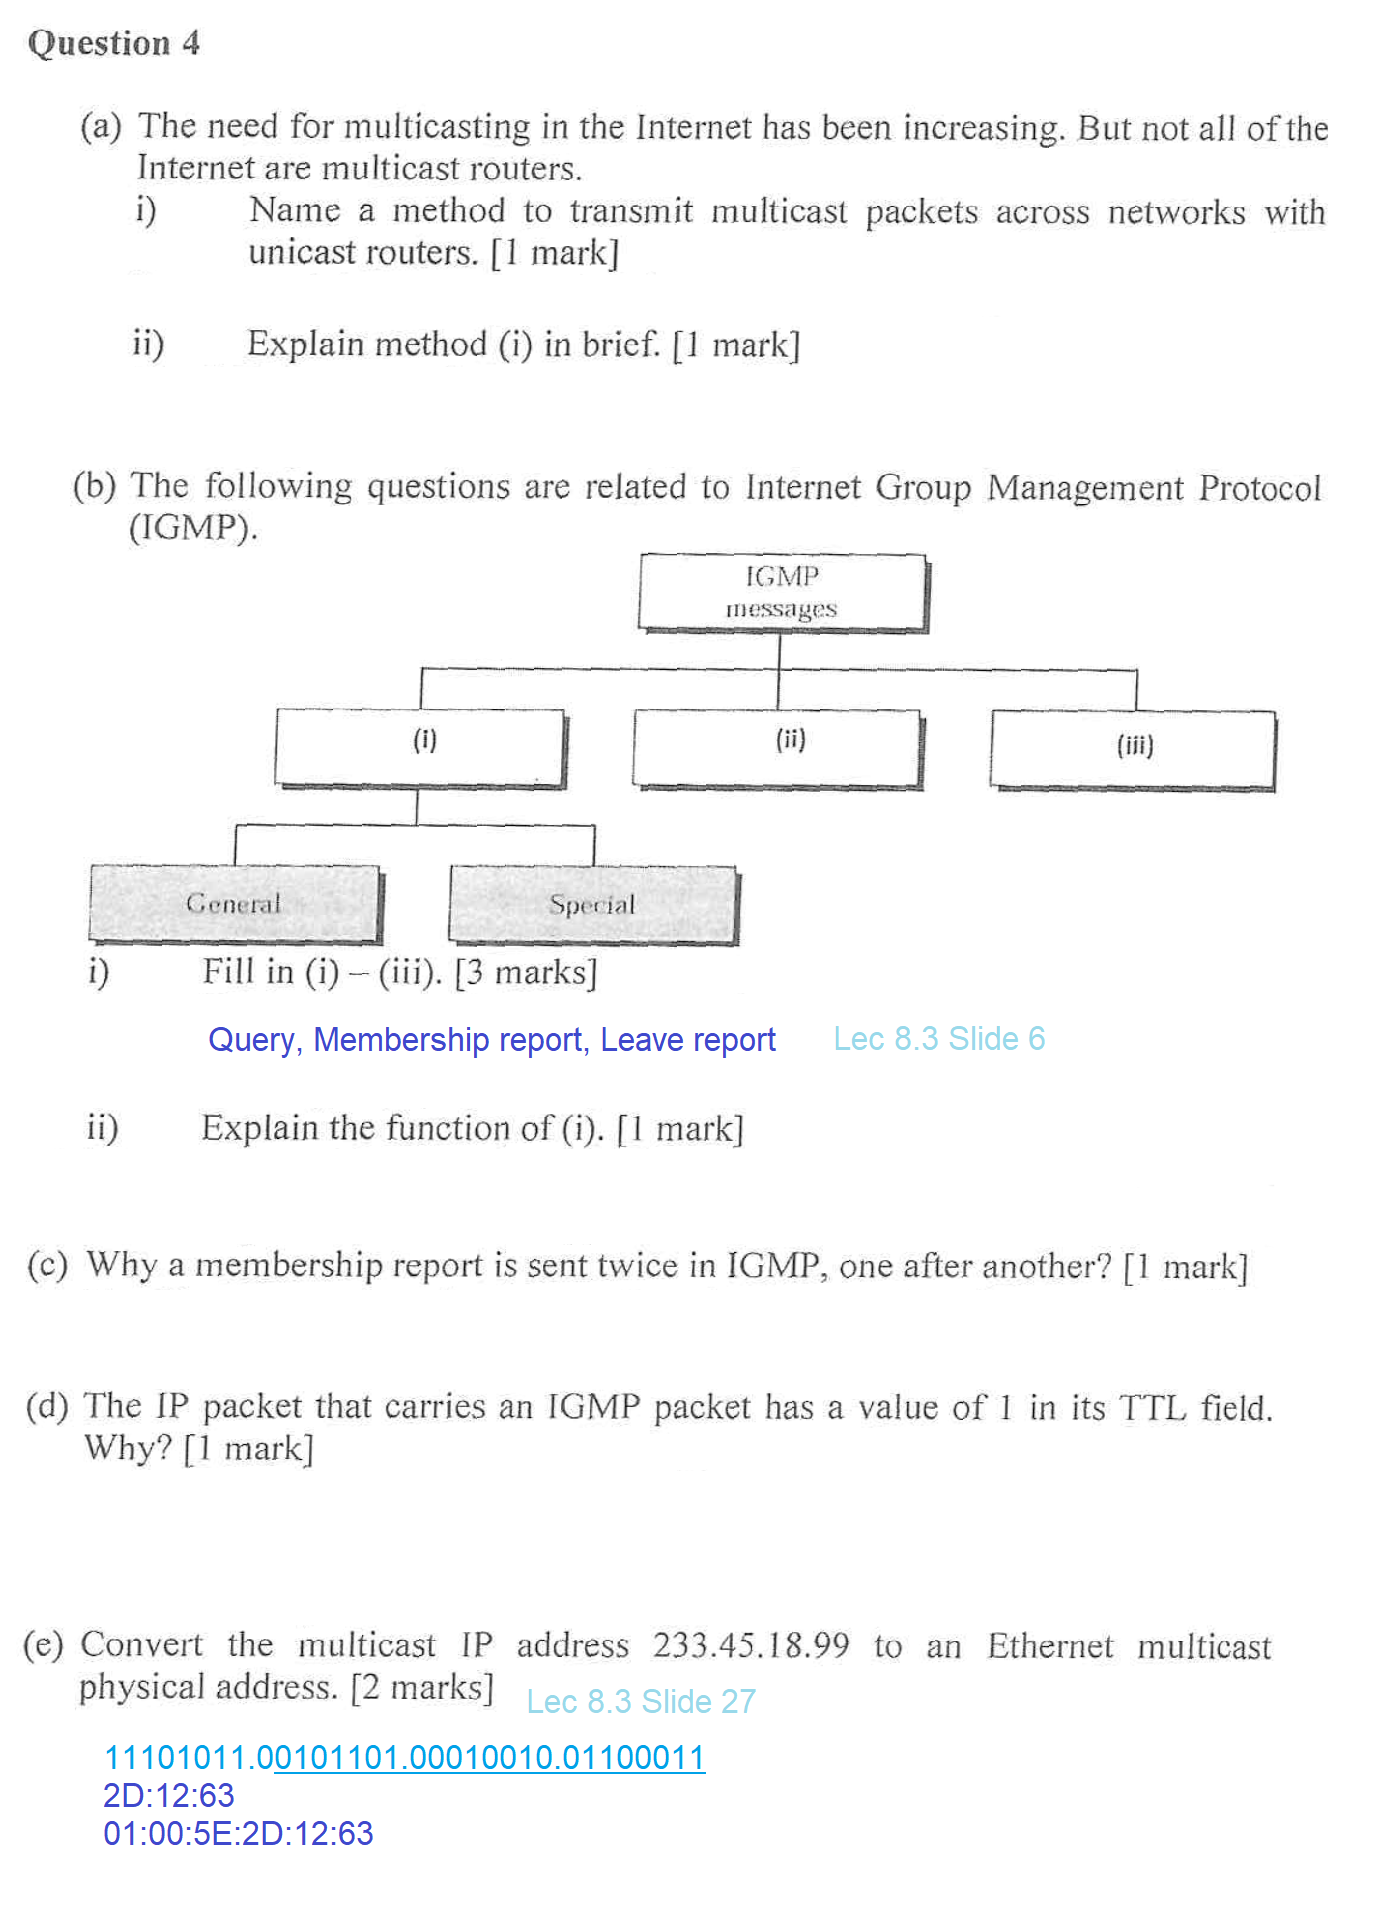 Question 4
(a) The need for multicasting in the Internet has been increasing. But not all of the
Internet are multicast routers.
i) Name a method to transmit multicast packets across networks with
unicast routers. [1 mark]
ii) Explain method (i) in brief. [1 mark]
(b) The following questions are related to Internet Group Management Protocol
(IGMP).
IGMP
messages
(i) (ii) (iii)
General Special
i) Fill in (i) – (iii). [3 marks]
Query, Membership report, Leave report Lec 8.3 Slide 6
ii) Explain the function of (i). [1 mark]
(c) Why a membership report is sent twice in IGMP, one after another? [1 mark]
(d) The IP packet that carries an IGMP packet has a value of 1 in its TTL field.
Why? [1 mark]
(e) Convert the multicast IP address 233.45.18.99 to an Ethernet multicast
physical address. [2 marks] Lec 8.3 Slide 27
11101011.00101101.00010010.01100011
2D:12:63
01:00:5E:2D:12:63